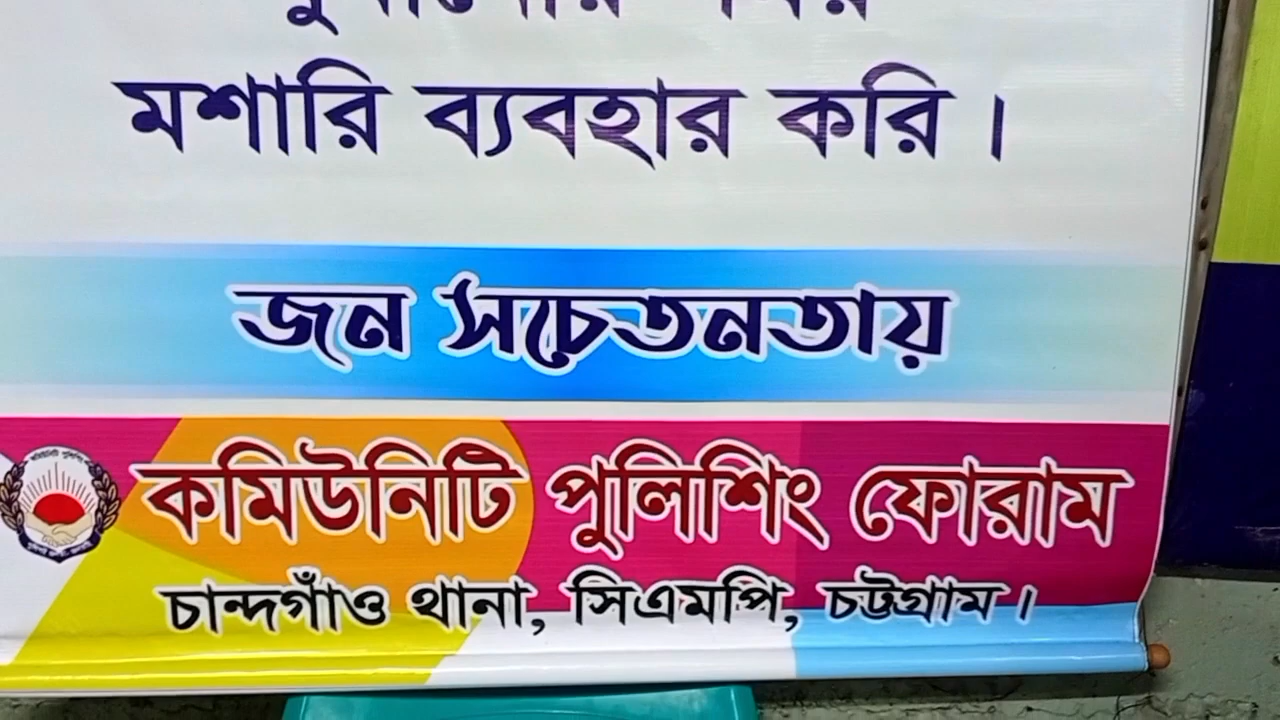 মশারি ব্যবহার করি।
জন সচেতনতায়
কমিউনিটি পুলিশিং ফোরাম
চান্দগাঁও থানা, সিএমপি, চট্টগ্রাম।